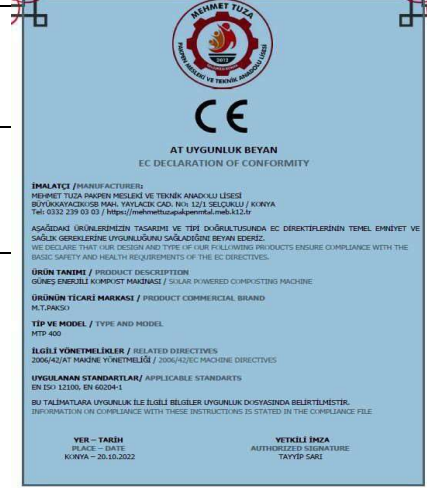 MEHMET TUZA
PAKPEN MESLEKİ VE TEKNİK ANADOLU LİSESİ
CE
AT UYGUNLUK BEYAN
EC DECLARATION OF CONFORMITY
İMALATÇI /MANUFACTURER:
MEHMET TUZA PAKPEN MESLEKİ VE TEKNİK ANADOLU LİSESİ
BÜYÜKKAYACIKOSB MAH. YAYLACIK CAD. NO: 12/1 SELÇUKLU / KONYA
Tel: 0332 239 03 03 / https://mehmettuzapakpenmtal.meb.k12.tr
AŞAĞIDAKİ ÜRÜNLERİMİZİN TASARIMI VE TİPİ DOĞRULTUSUNDA EC DİREKTİFLERİNİN TEMEL EMNİYET VE
SAĞLIK GEREKLERİNE UYGUNLUĞUNU SAĞLADIĞINI BEYAN EDERİZ.
WE DECLARE THAT OUR DESIGN AND TYPE OF OUR FOLLOWING PRODUCTS ENSURE COMPLIANCE WITH THE
BASIC SAFETY AND HEALTH REQUIREMENTS OF THE EC DIRECTIVES.
ÜRÜN TANIMI / PRODUCT DESCRIPTION
GÜNEŞ ENERJİLİ KOMPOST MAKİNASI / SOLAR POWERED COMPOSTING MACHINE
ÜRÜNÜN TİCARİ MARKASI / PRODUCT COMMERCIAL BRAND
M.T.PAKSO
TİP VE MODEL / TYPE AND MODEL
MTP 400
İLGİLİ YÖNETMELİKLER / RELATED DIRECTIVES
2006/42/AT MAKİNE YÖNETMELİĞİ / 2006/42/EC MACHINE DIRECTIVES
UYGULANAN STANDARTLAR/ APPLICABLE STANDARTS
EN ISO 12100, EN 60204-1
BU TALİMATLARA UYGUNLUK İLE İLGİLİ BİLGİLER UYGUNLUK DOSYASINDA BELİRTİLMİSTİR.
INFORMATION ON COMPLIANCE WITH THESE INSTRUCTIONS IS STATED IN THE COMPLIANCE FILE
YER – TARİH
PLACE – DATE
KONYA – 20.10.2022
YETKİLİ İMZA
AUTHORIZED SIGNATURE
TAYYİP SARI